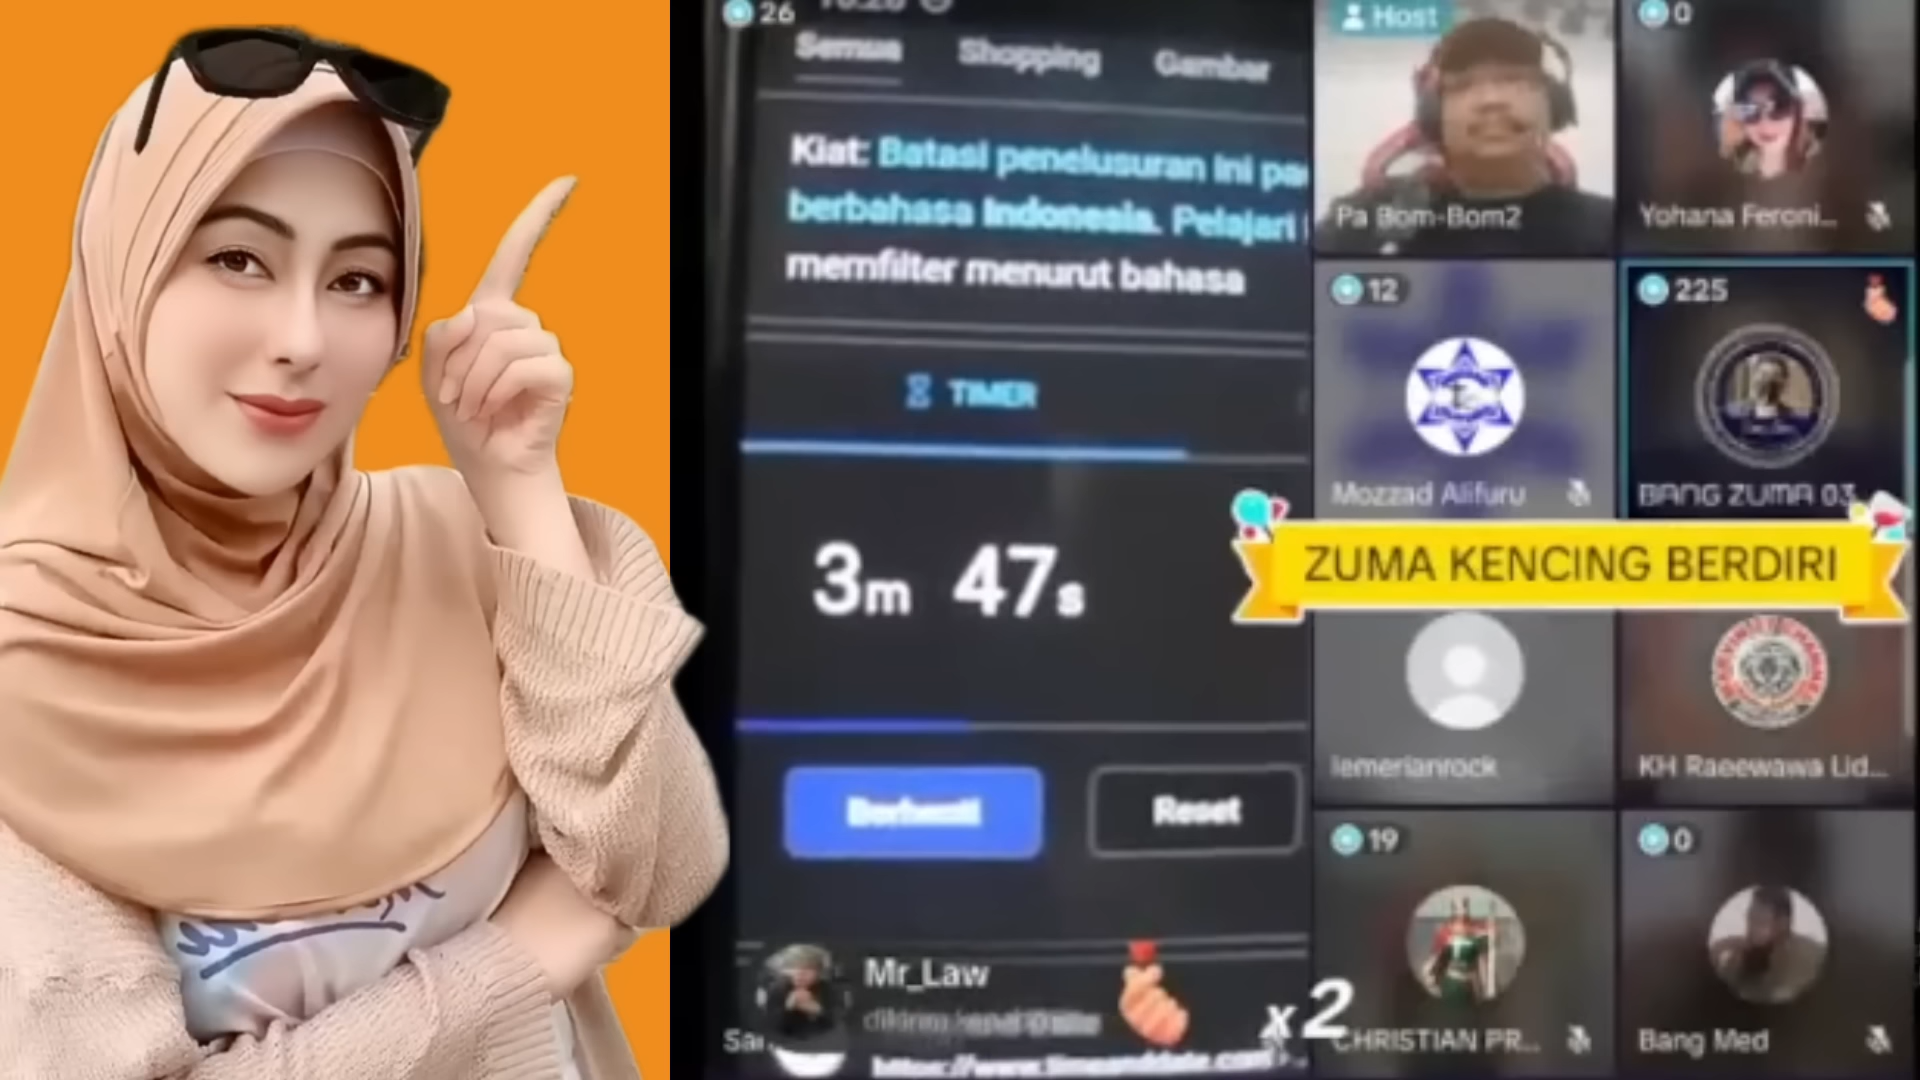 26
Semua Shopping Gambar
Kiat: Batasi penelusuran ini
berbahasa Indonesia. Pelajari
memfilter menurut bahasa
TIMER
3m 47s
Berhenti Reset
Mr_Law
x2
Host
Pa Bom-Bom2
0
Yohana Feroni...
12
Mozzad Alifuru
225
BANG ZUMA 03
ZUMA KENCING BERDIRI
lemerianrock
KH Raeewawa Lid...
19
CHRISTIAN PR...
0
Bang Med